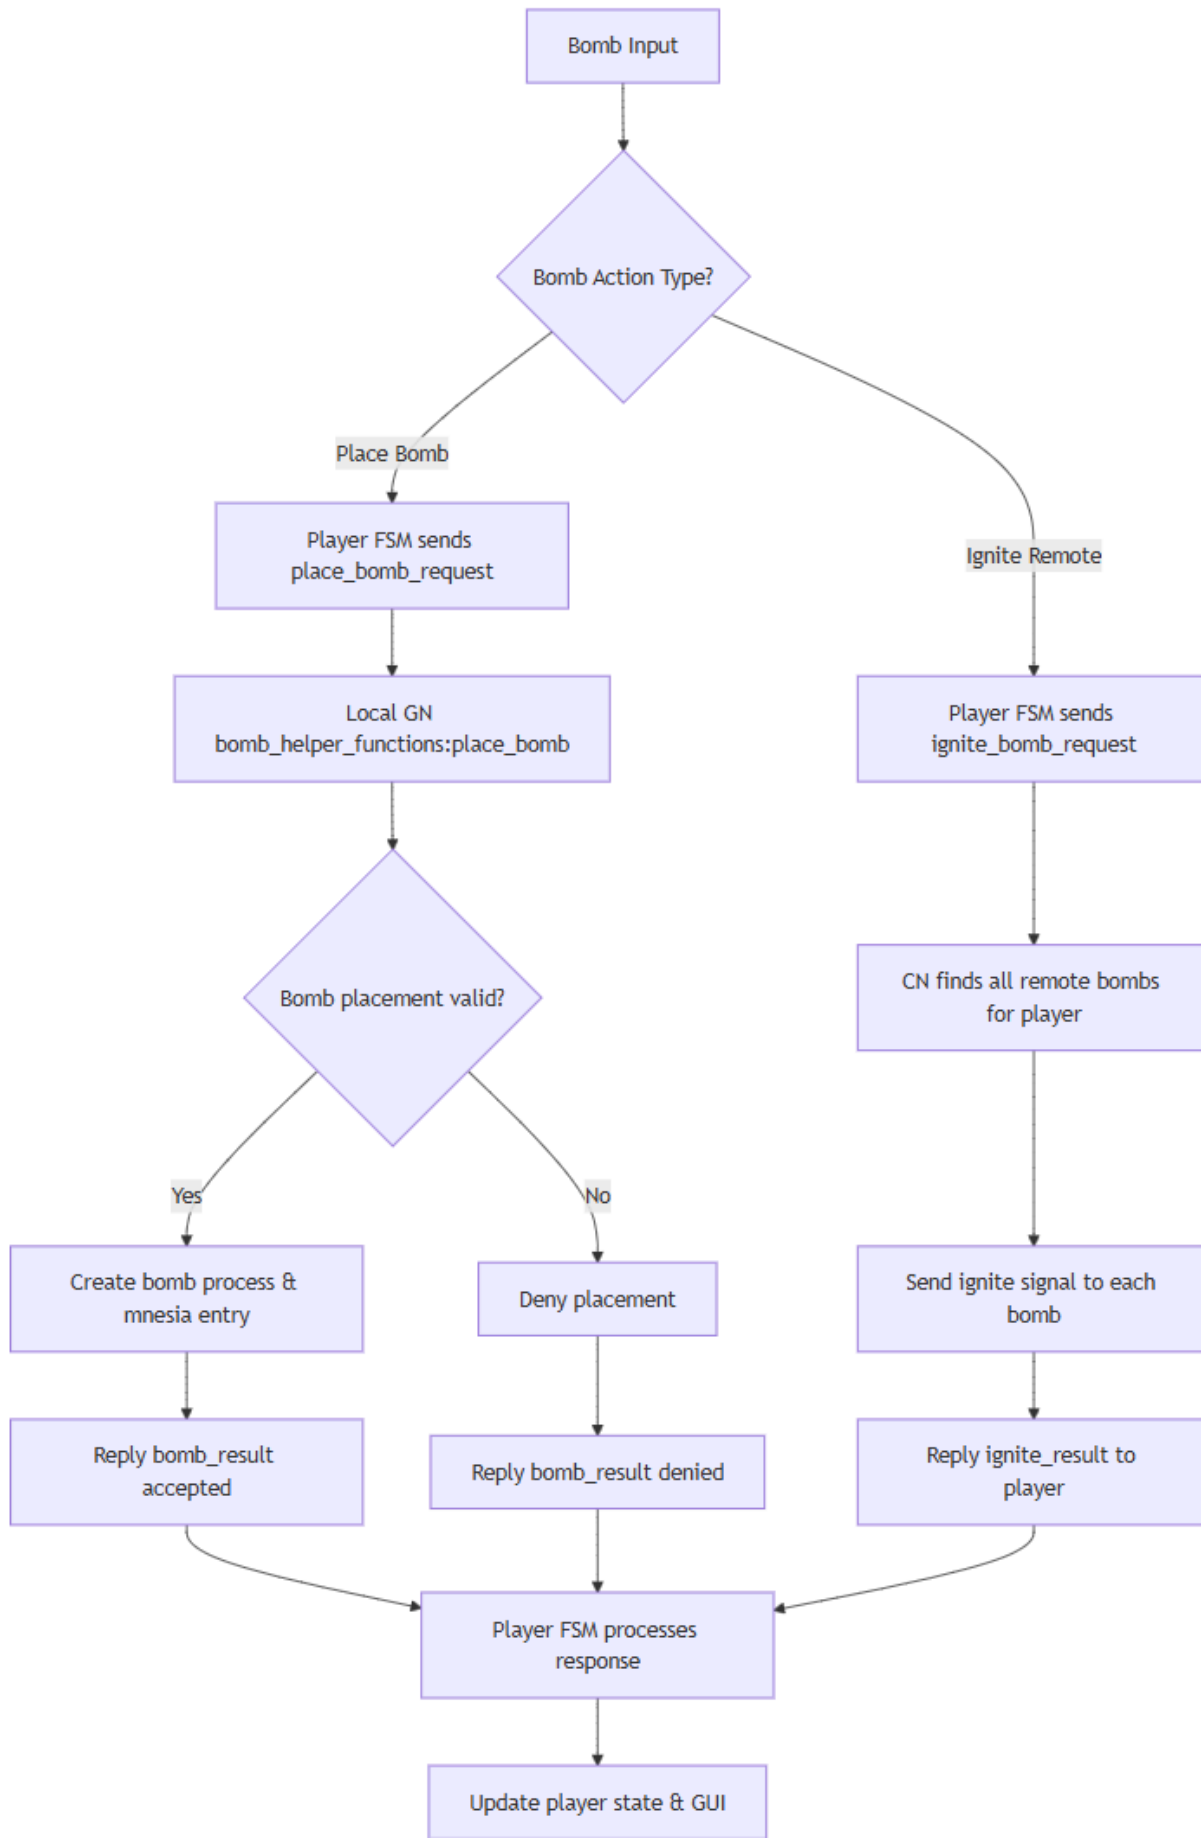 Bomb Input
Bomb Action Type?
Place Bomb
Ignite Remote
Player FSM sends
place_bomb_request
Local GN
bomb_helper_functions:place_bomb
Player FSM sends
ignite_bomb_request
Bomb placement valid?
CN finds all remote bombs
for player
Yes
No
Create bomb process &
mnesia entry
Deny placement
Send ignite signal to each
bomb
Reply bomb_result
accepted
Reply bomb_result denied
Reply ignite_result to
player
Player FSM processes
response
Update player state & GUI